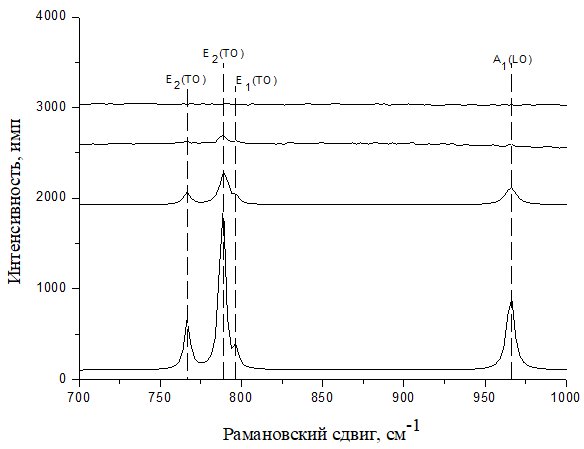 4000
E2(TO)
A1(LO)
E2(TO)
E1(TO)
3000
2000
1000
0
Интенсивность, имп
700 750 800 850 900 950 1000
Рамановский сдвиг, см-1